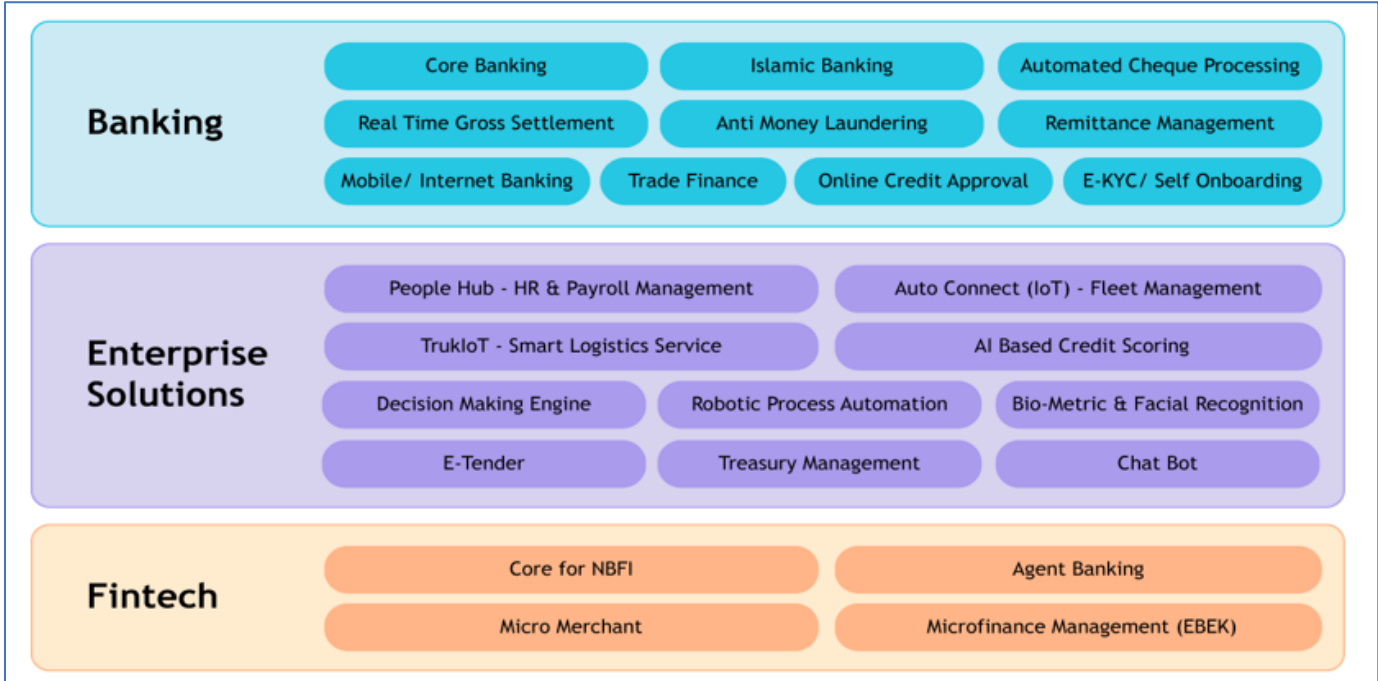 Banking
Core Banking
Islamic Banking
Automated Cheque Processing
Real Time Gross Settlement
Anti Money Laundering
Remittance Management
Mobile/ Internet Banking
Trade Finance
Online Credit Approval
E-KYC/ Self Onboarding
Enterprise
Solutions
People Hub - HR & Payroll Management
Auto Connect (IoT) - Fleet Management
TrukIoT - Smart Logistics Service
AI Based Credit Scoring
Decision Making Engine
Robotic Process Automation
Bio-Metric & Facial Recognition
E-Tender
Treasury Management
Chat Bot
Fintech
Core for NBFI
Agent Banking
Micro Merchant
Microfinance Management (EBEK)